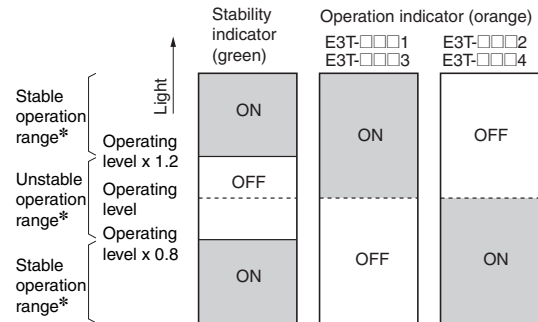 Stability
indicator
(green)
Operation indicator (orange)
E3T-□□□1
E3T-□□□3
E3T-□□□2
E3T-□□□4
Light
Stable
operation
range*
Operating
level x 1.2
Unstable
operation
range*
Operating
level
Operating
level x 0.8
Stable
operation
range*
ON
OFF
ON
ON
OFF
OFF
ON